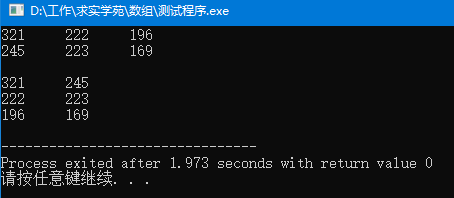 D:\工作\求实学苑\数组\测试程序.exe
321 222 196
245 223 169
321 245
222 223
196 169
--------------------------------
Process exited after 1.973 seconds with return value 0
请按任意键继续. . .